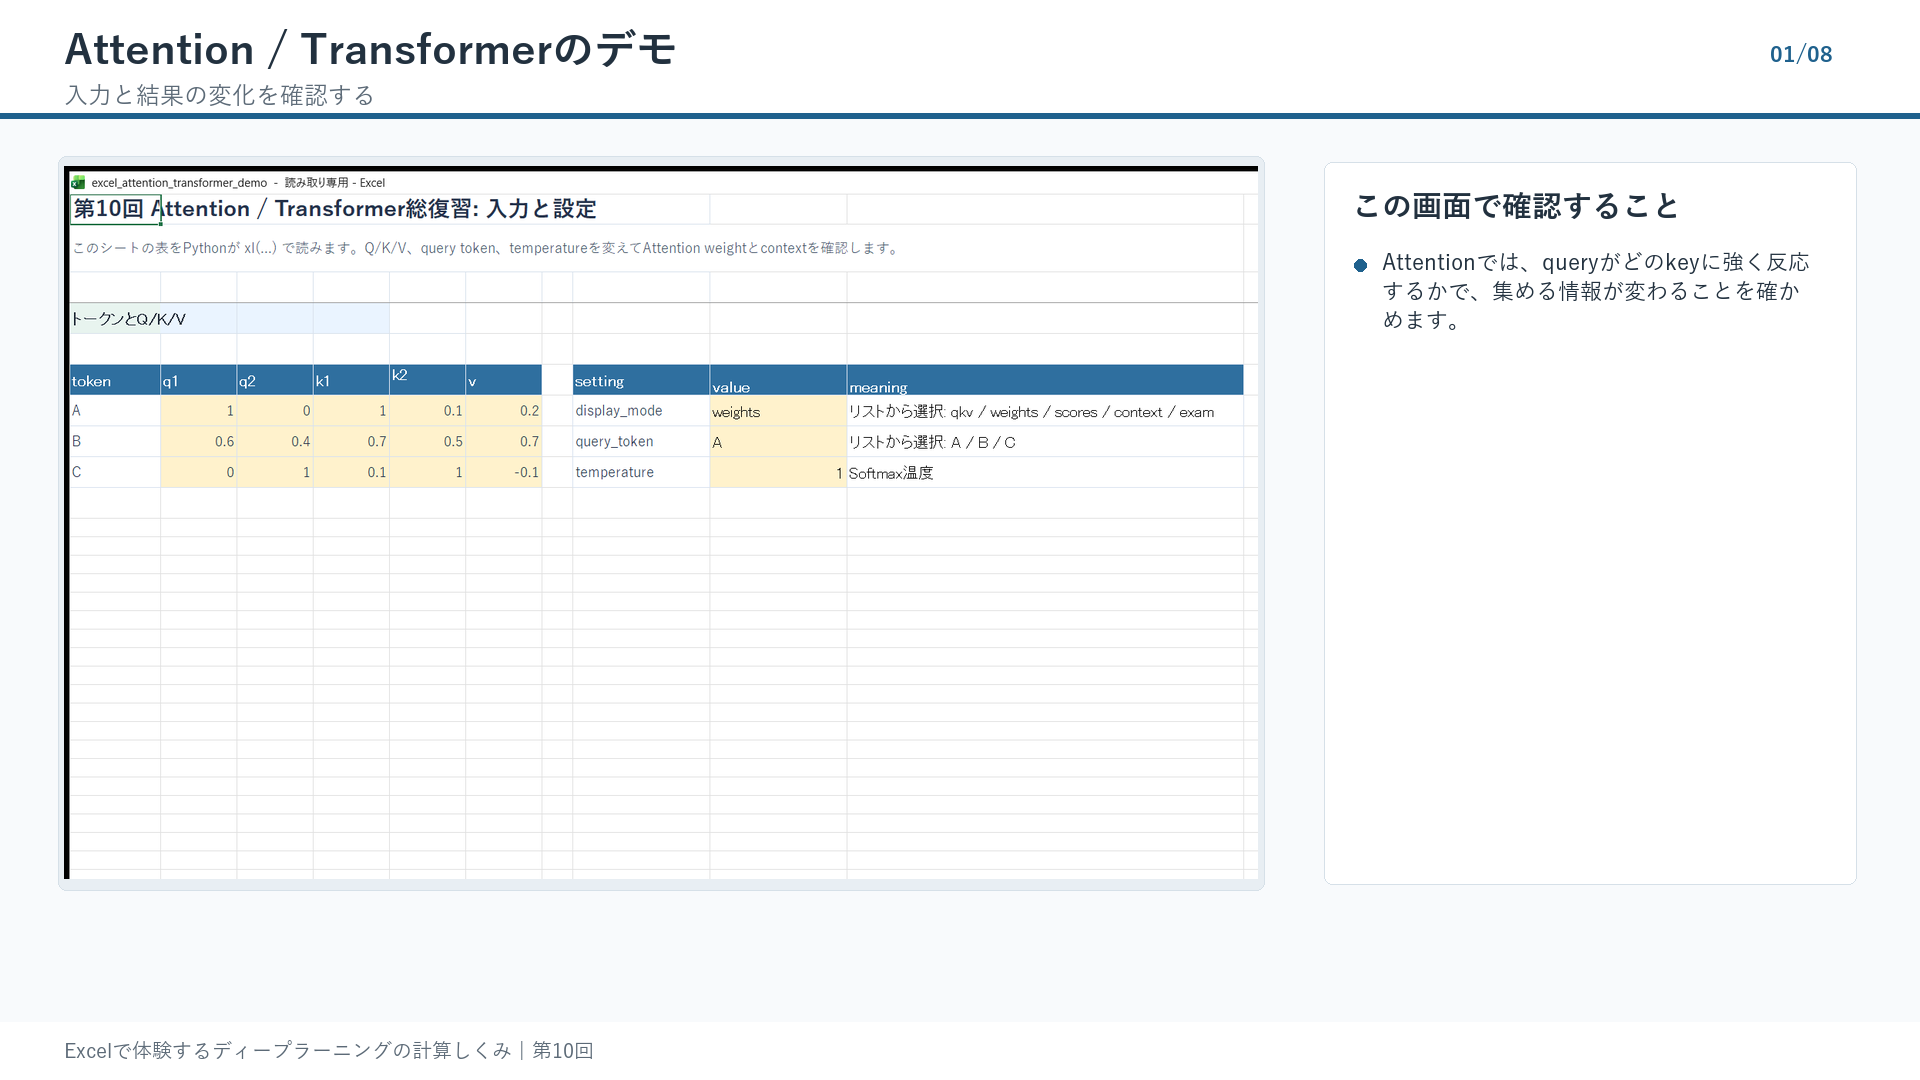 Attention / Transformerのデモ
01/08
入力と結果の変化を確認する
excel_attention_transformer_demo - 読み取り専用 - Excel
第10回 Attention / Transformer総復習: 入力と設定
このシートの表をPythonが xl(...) で読みます。Q/K/V、query token、temperatureを変えてAttention weightとcontextを確認します。
トークンとQ/K/V
token q1 q2 k1 k2 v setting value meaning
A 1 0 1 0.1 0.2 display_mode weights リストから選択: qkv / weights / scores / context / exam
B 0.6 0.4 0.7 0.5 0.7 query_token A リストから選択: A / B / C
C 0 1 0.1 1 -0.1 temperature 1 Softmax温度
この画面で確認すること
Attentionでは、queryがどのkeyに強く反応
するかで、集める情報が変わることを確か
めます。
Excelで体験するディープラーニングの計算しくみ｜第10回